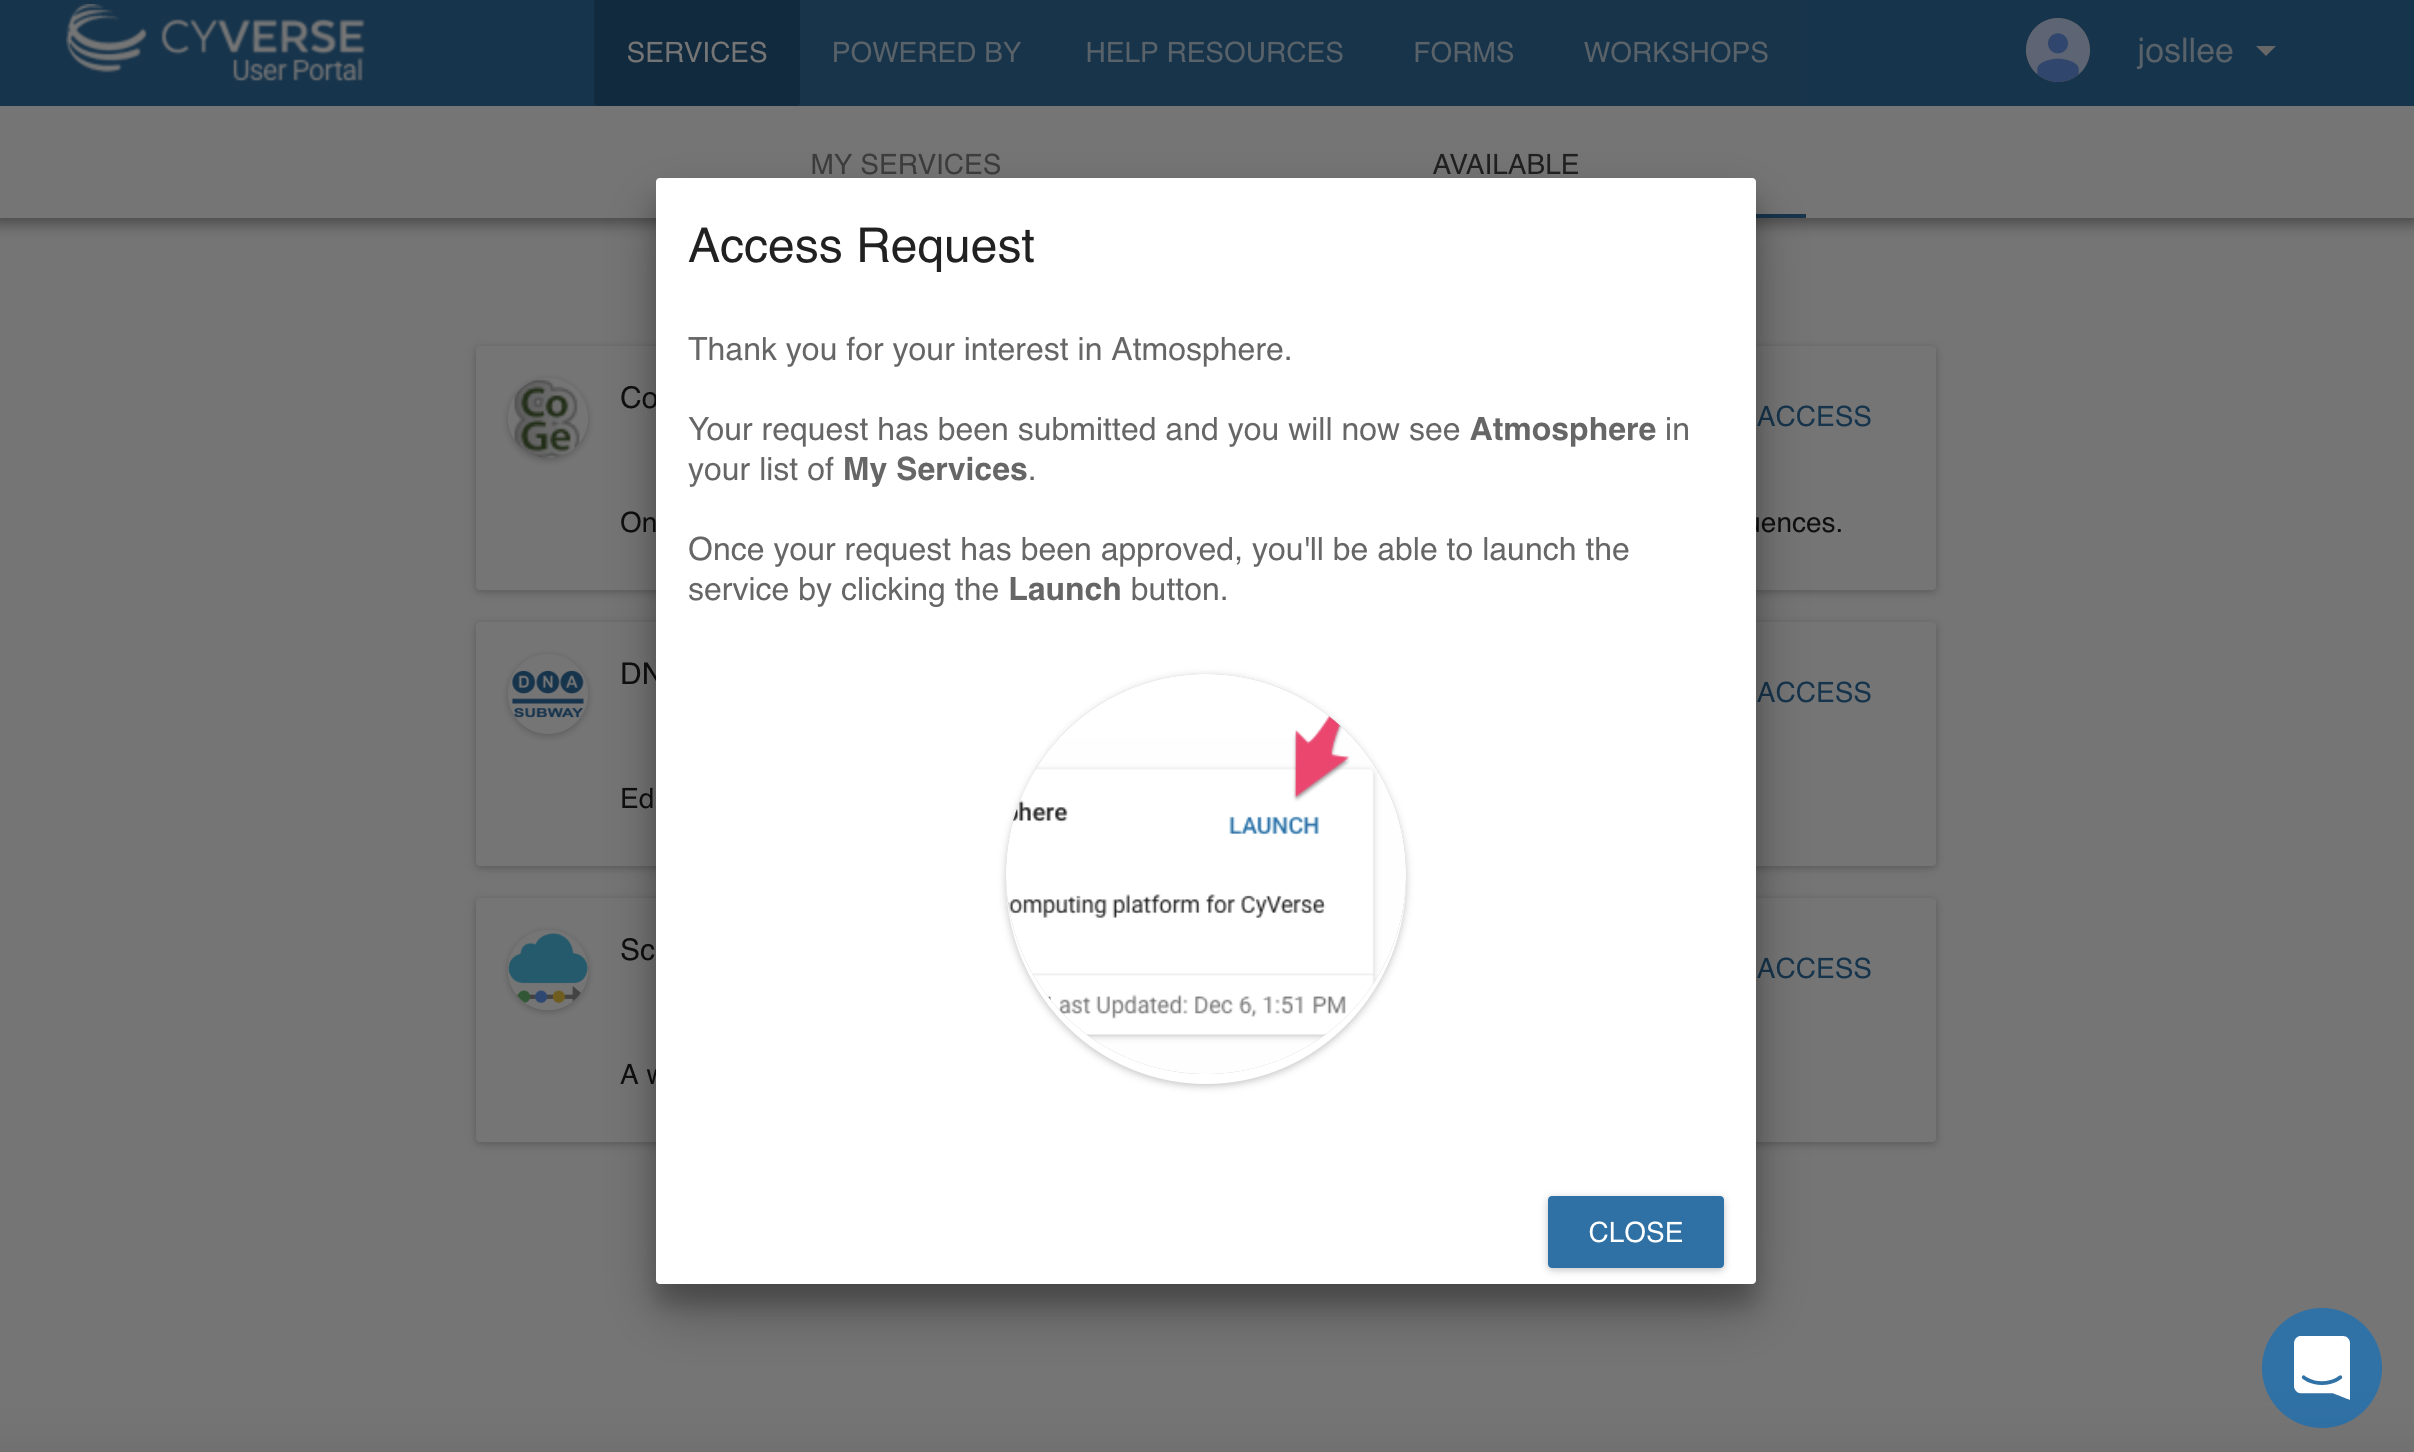 CYVERSE
User Portal
SERVICES
POWERED BY
HELP RESOURCES
FORMS
WORKSHOPS
josllee
MY SERVICES
AVAILABLE
Access Request
Thank you for your interest in Atmosphere.
Your request has been submitted and you will now see Atmosphere in
your list of My Services.
Once your request has been approved, you'll be able to launch the
service by clicking the Launch button.
phere
LAUNCH
omputing platform for CyVerse
ast Updated: Dec 6, 1:51 PM
CLOSE
Co
Ge
Co
ACCESS
On
uences.
DNA
SUBWAY
DN
ACCESS
Ed
Sc
ACCESS
A w